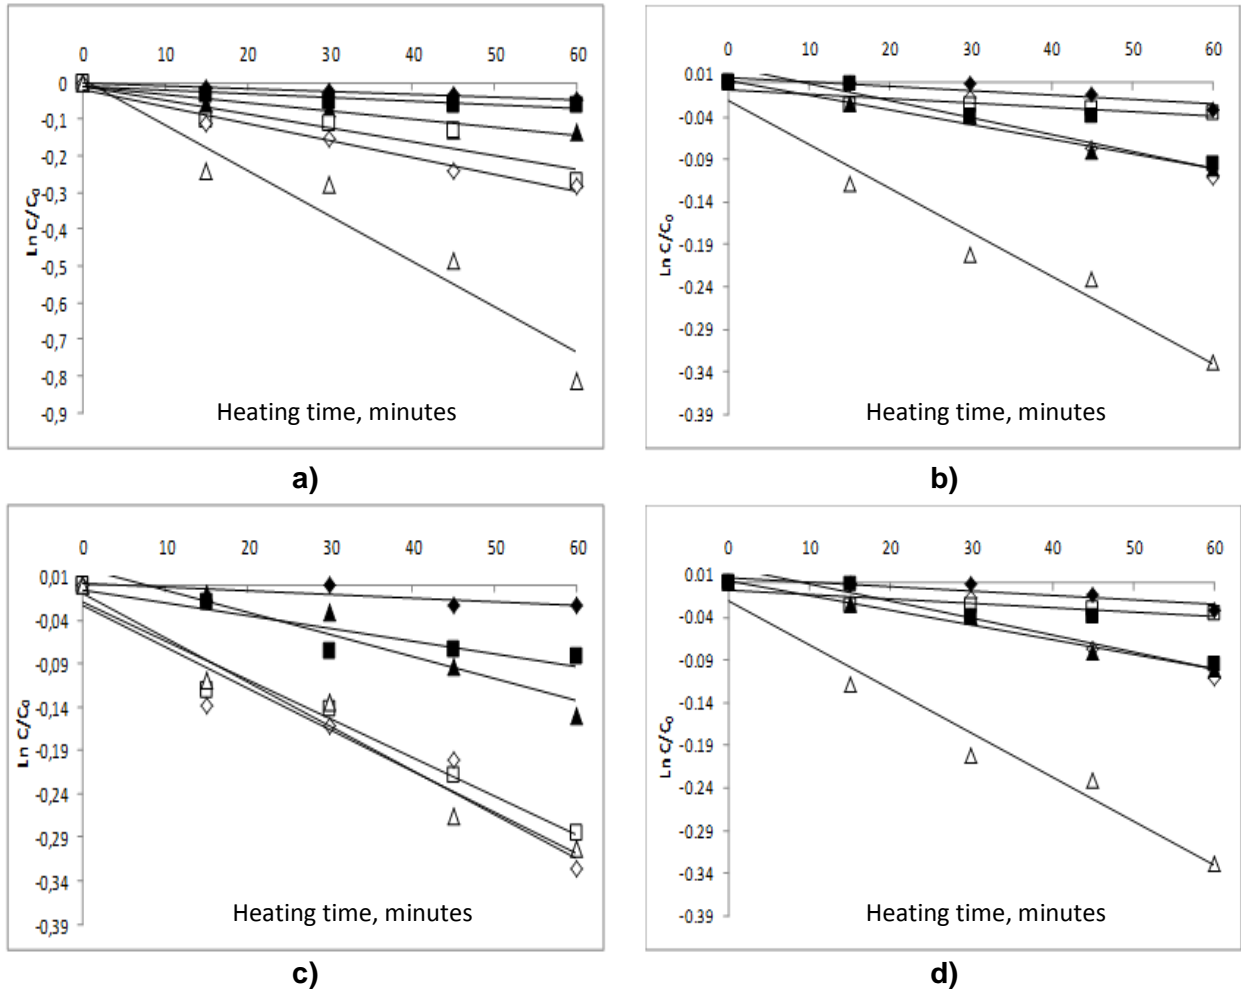 0 10 20 30 40 50 60
0
-0,1
-0,2
-0,3
-0,4
-0,5
-0,6
-0,7
-0,8
-0,9
Ln C/C₀
Heating time, minutes
a)
0 10 20 30 40 50 60
0.01
-0.04
-0.09
-0.14
-0.19
-0.24
-0.29
-0.34
-0.39
Ln C/C₀
Heating time, minutes
b)
0 10 20 30 40 50 60
0,01
-0,04
-0,09
-0,14
-0,19
-0,24
-0,29
-0,34
-0,39
Ln C/C₀
Heating time, minutes
c)
0 10 20 30 40 50 60
0.01
-0.04
-0.09
-0.14
-0.19
-0.24
-0.29
-0.34
-0.39
Ln C/C₀
Heating time, minutes
d)